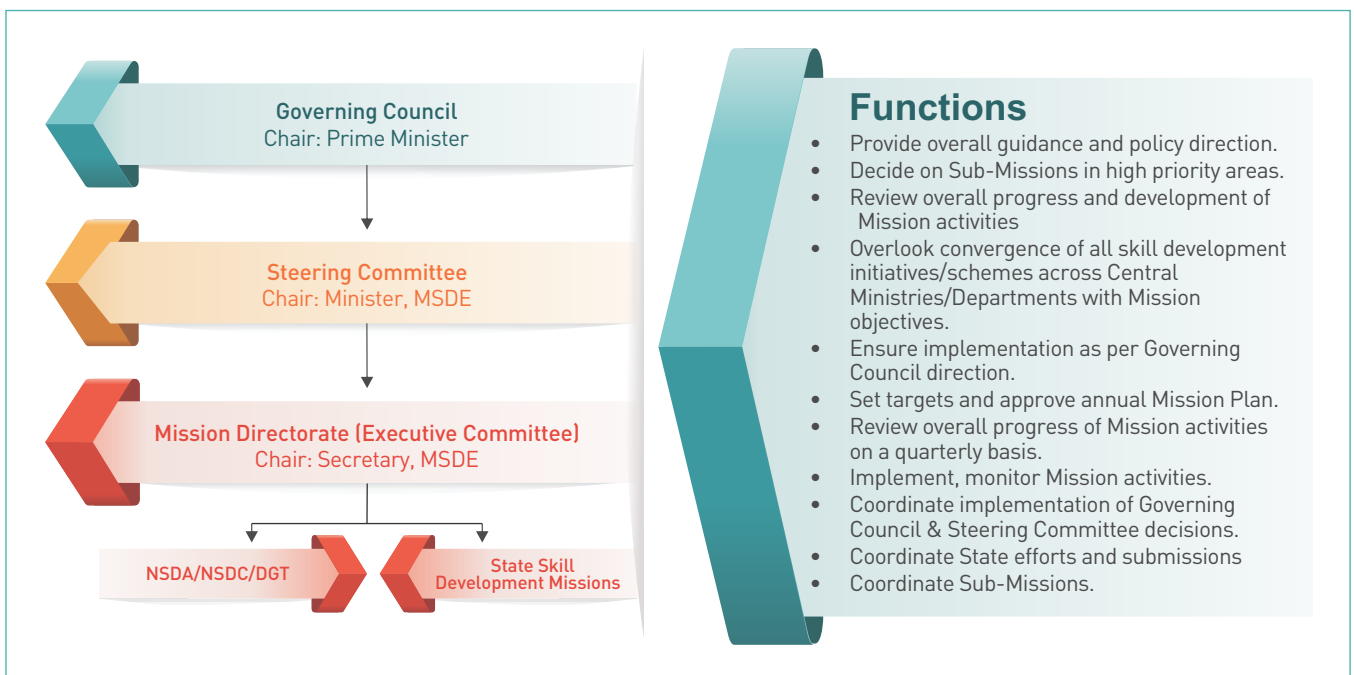 Governing Council
Chair: Prime Minister
Steering Committee
Chair: Minister, MSDE
Mission Directorate (Executive Committee)
Chair: Secretary, MSDE
NSDA/NSDC/DGT
State Skill
Development Missions
Functions
• Provide overall guidance and policy direction.
• Decide on Sub-Missions in high priority areas.
• Review overall progress and development of
Mission activities
• Overlook convergence of all skill development
initiatives/schemes across Central
Ministries/Departments with Mission
objectives.
• Ensure implementation as per Governing
Council direction.
• Set targets and approve annual Mission Plan.
• Review overall progress of Mission activities
on a quarterly basis.
• Implement, monitor Mission activities.
• Coordinate implementation of Governing
Council & Steering Committee decisions.
• Coordinate State efforts and submissions
• Coordinate Sub-Missions.